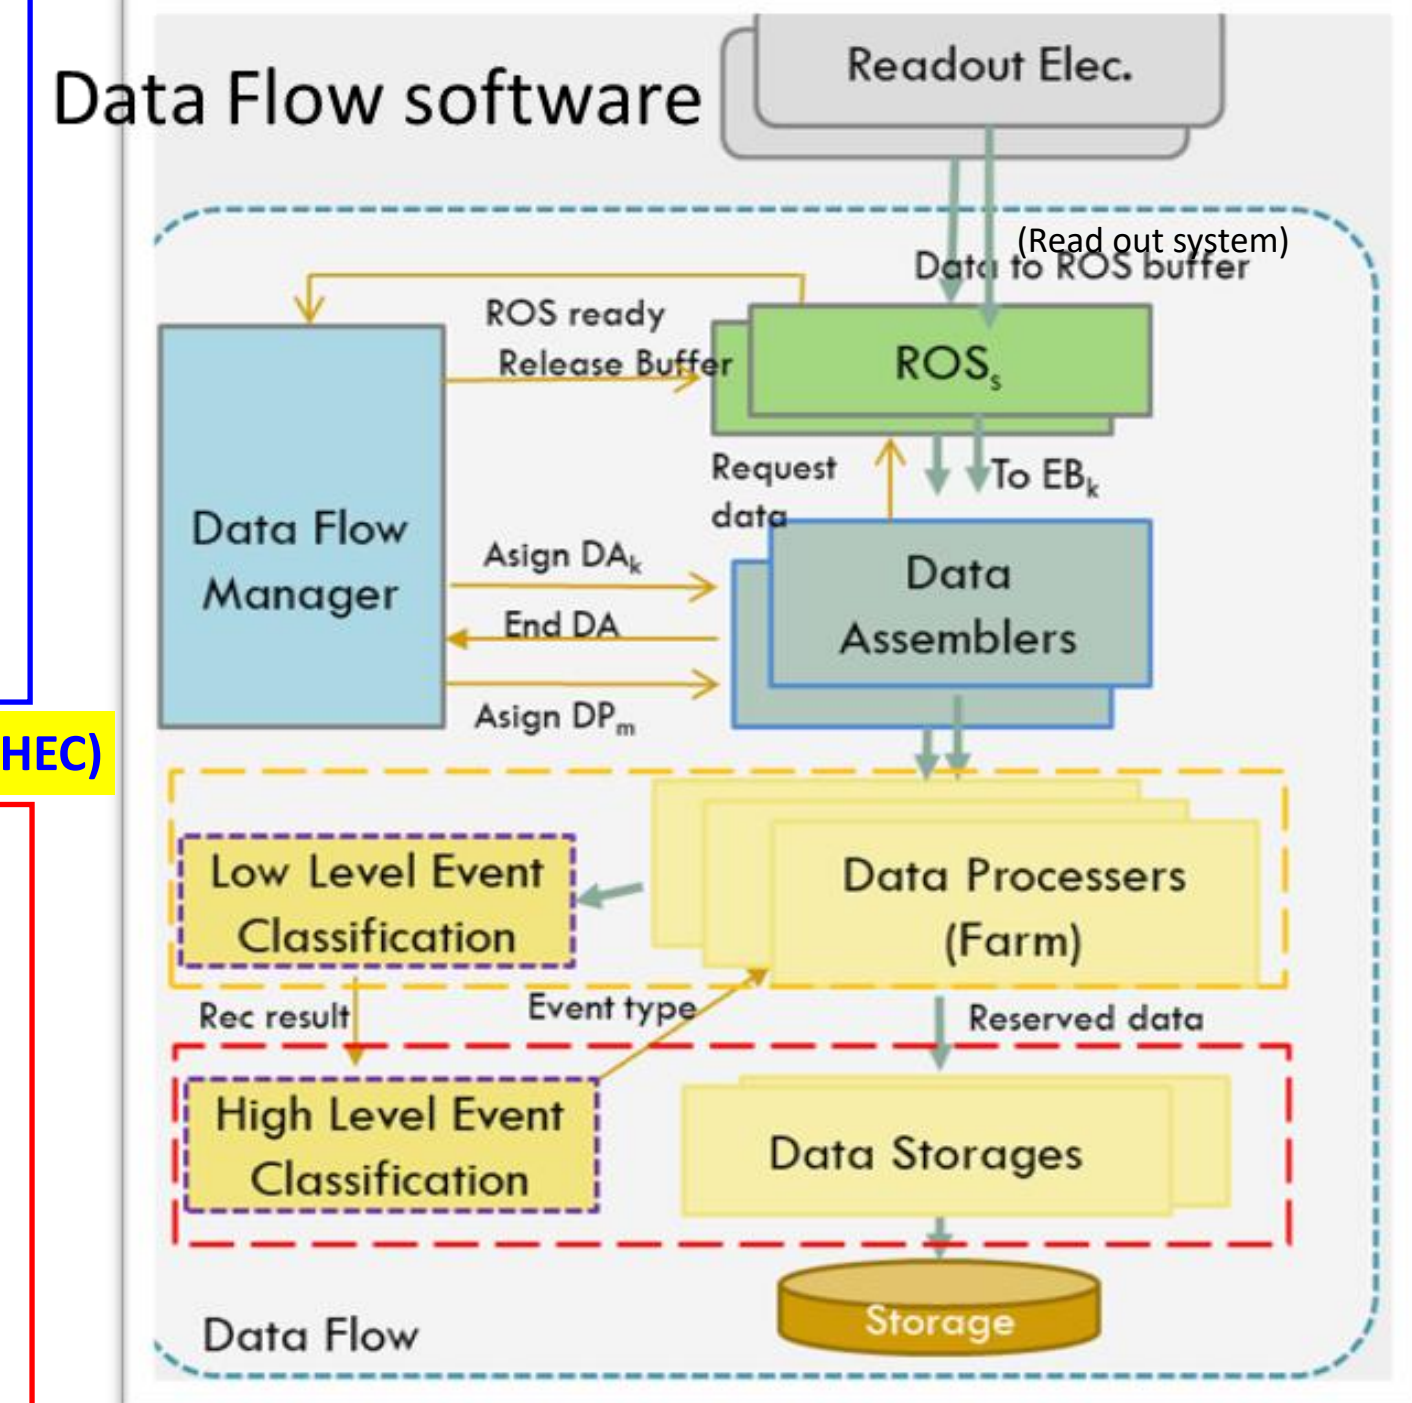 Readout Elec.
Data Flow software
(Read out system)
Data to ROS buffer
ROS ready
Release Buffer
ROSs
Request
data
To EBk
Data Flow
Manager
Asign DAk
End DA
Asign DPm
Data
Assemblers
HEC)
Low Level Event
Classification
Data Processers
(Farm)
Rec result
Event type
Reserved data
High Level Event
Classification
Data Storages
Storage
Data Flow